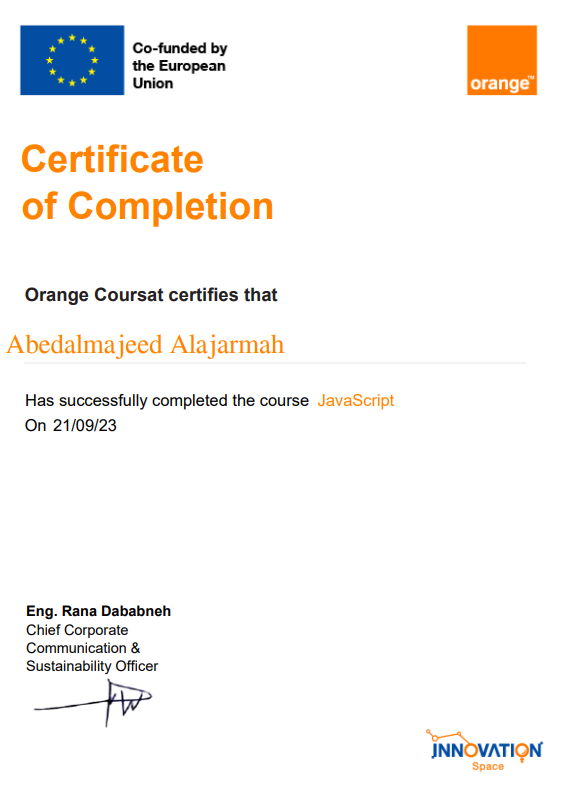 Co-funded by
the European
Union
orange™
Certificate
of Completion
Orange Coursat certifies that
Abedalmajeed Alajarmah
Has successfully completed the course JavaScript
On 21/09/23
Eng. Rana Dababneh
Chief Corporate
Communication &
Sustainability Officer
INNOVATION
Space